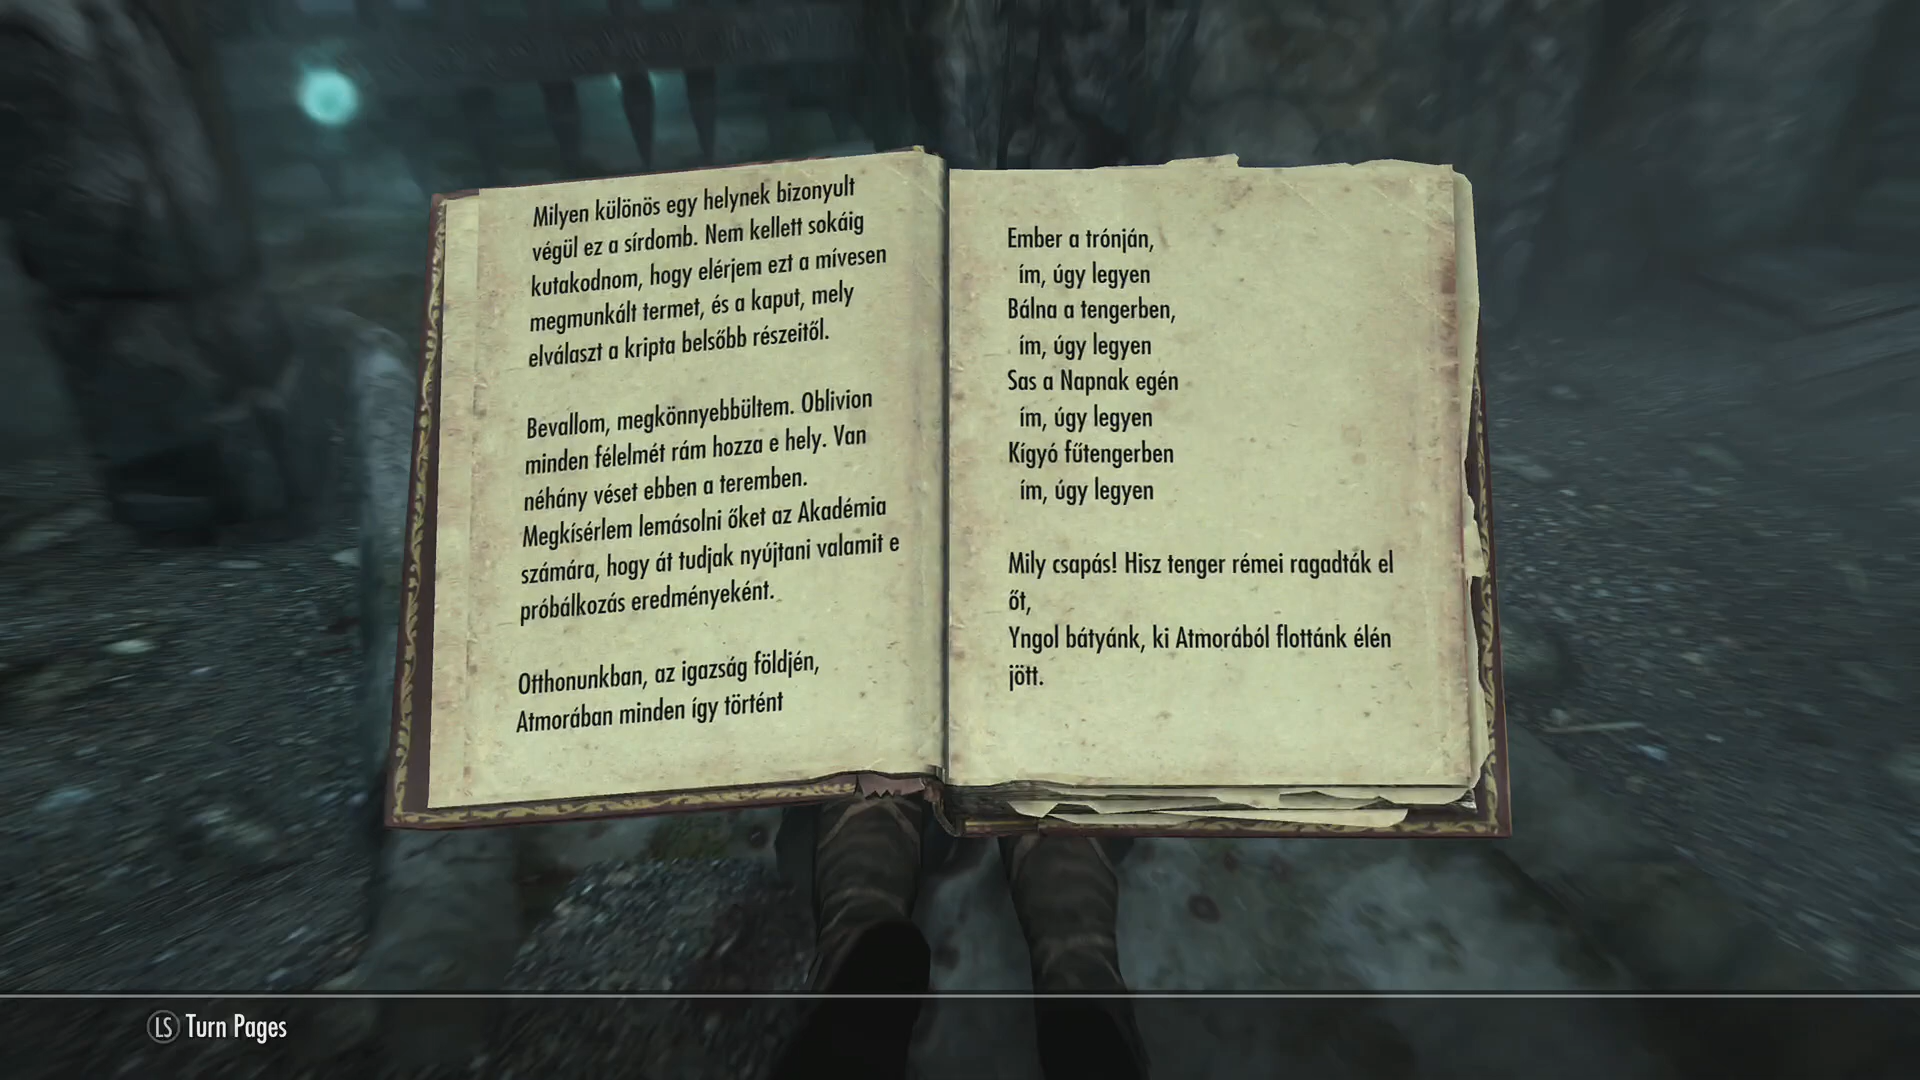 Milyen különös egy helynek bizonyult
végül ez a sírdomb. Nem kellett sokáig
kutakodnom, hogy elérjem ezt a mívesen
megmunkált termet, és a kaput, mely
elválaszt a kripta belsőbb részeitől.
Bevallom, megkönnyebbültem. Oblivion
minden félelmét rám hozza e hely. Van
néhány véset ebben a teremben.
Megkísérlem lemásolni őket az Akadémia
számára, hogy át tudjak nyújtani valamit e
próbálkozás eredményeként.
Otthonunkban, az igazság földjén,
Atmorában minden így történt
Ember a trónján,
ím, úgy legyen
Bálna a tengerben,
ím, úgy legyen
Sas a Napnak egén
ím, úgy legyen
Kígyó fűtengerben
ím, úgy legyen
Mily csapás! Hisz tenger rémei ragadták el
őt,
Yngol bátyánk, ki Atmorából flottánk élén
jött.
LS Turn Pages